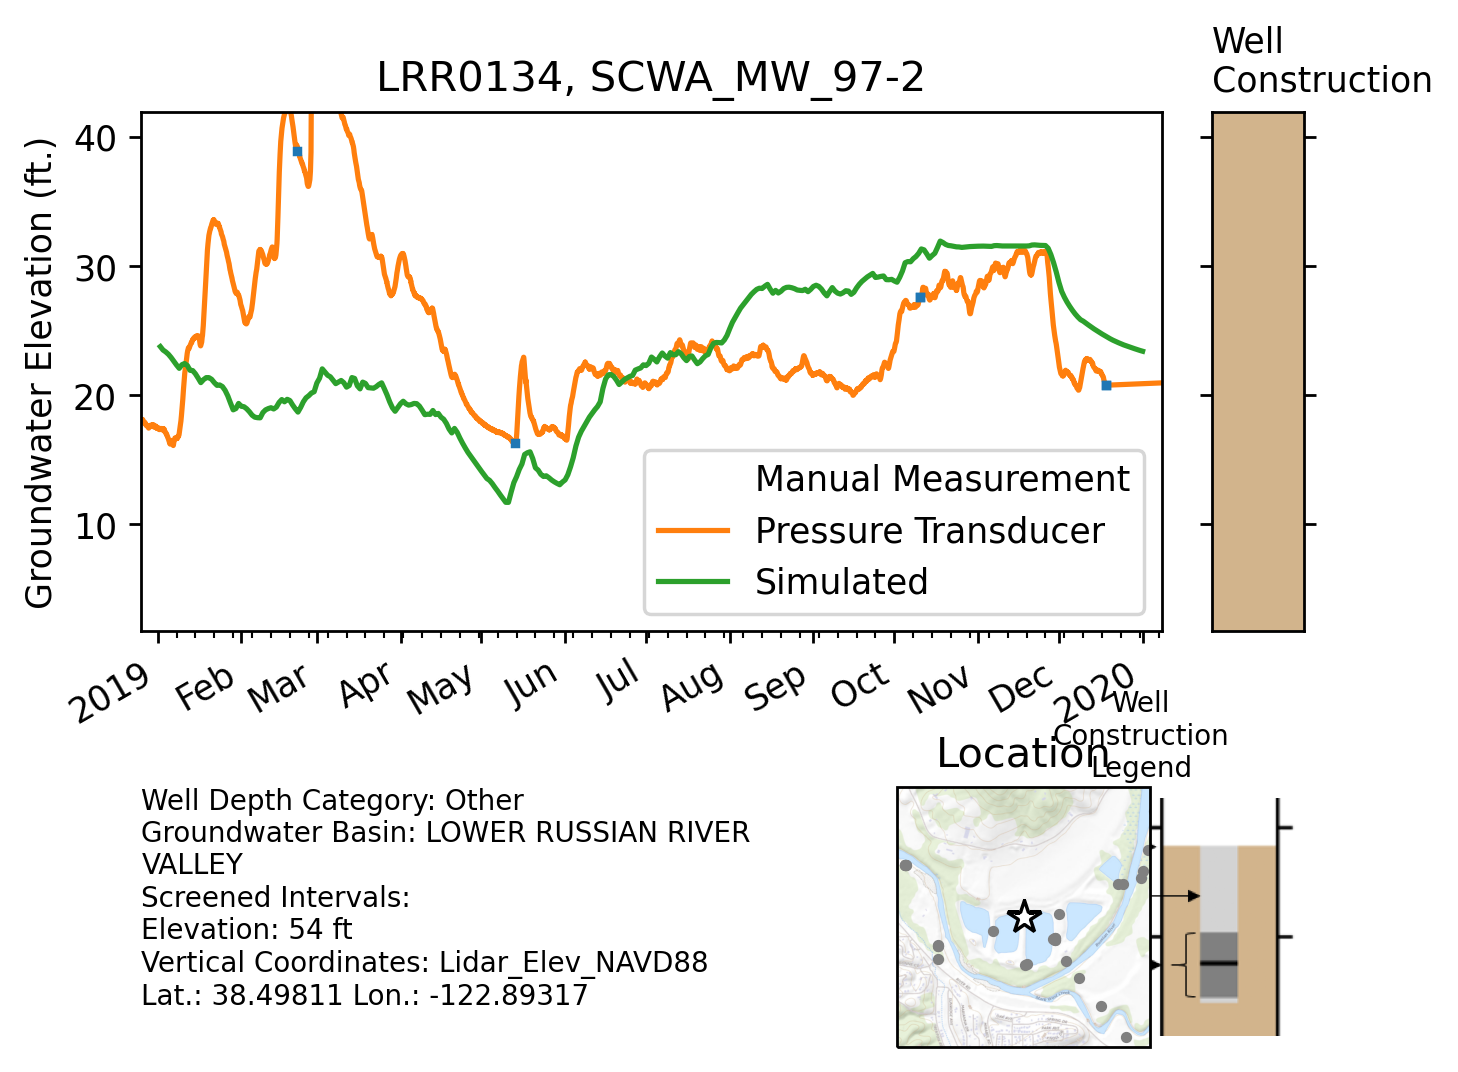 Well
Construction
LRR0134, SCWA_MW_97-2
Groundwater Elevation (ft.)
40
30
20
10
Manual Measurement
Pressure Transducer
Simulated
2019
Feb
Mar
Apr
May
Jun
Jul
Aug
Sep
Oct
Nov
Dec
2020
Well
Construction
Legend
Location
Well Depth Category: Other
Groundwater Basin: LOWER RUSSIAN RIVER
VALLEY
Screened Intervals:
Elevation: 54 ft
Vertical Coordinates: Lidar_Elev_NAVD88
Lat.: 38.49811 Lon.: -122.89317